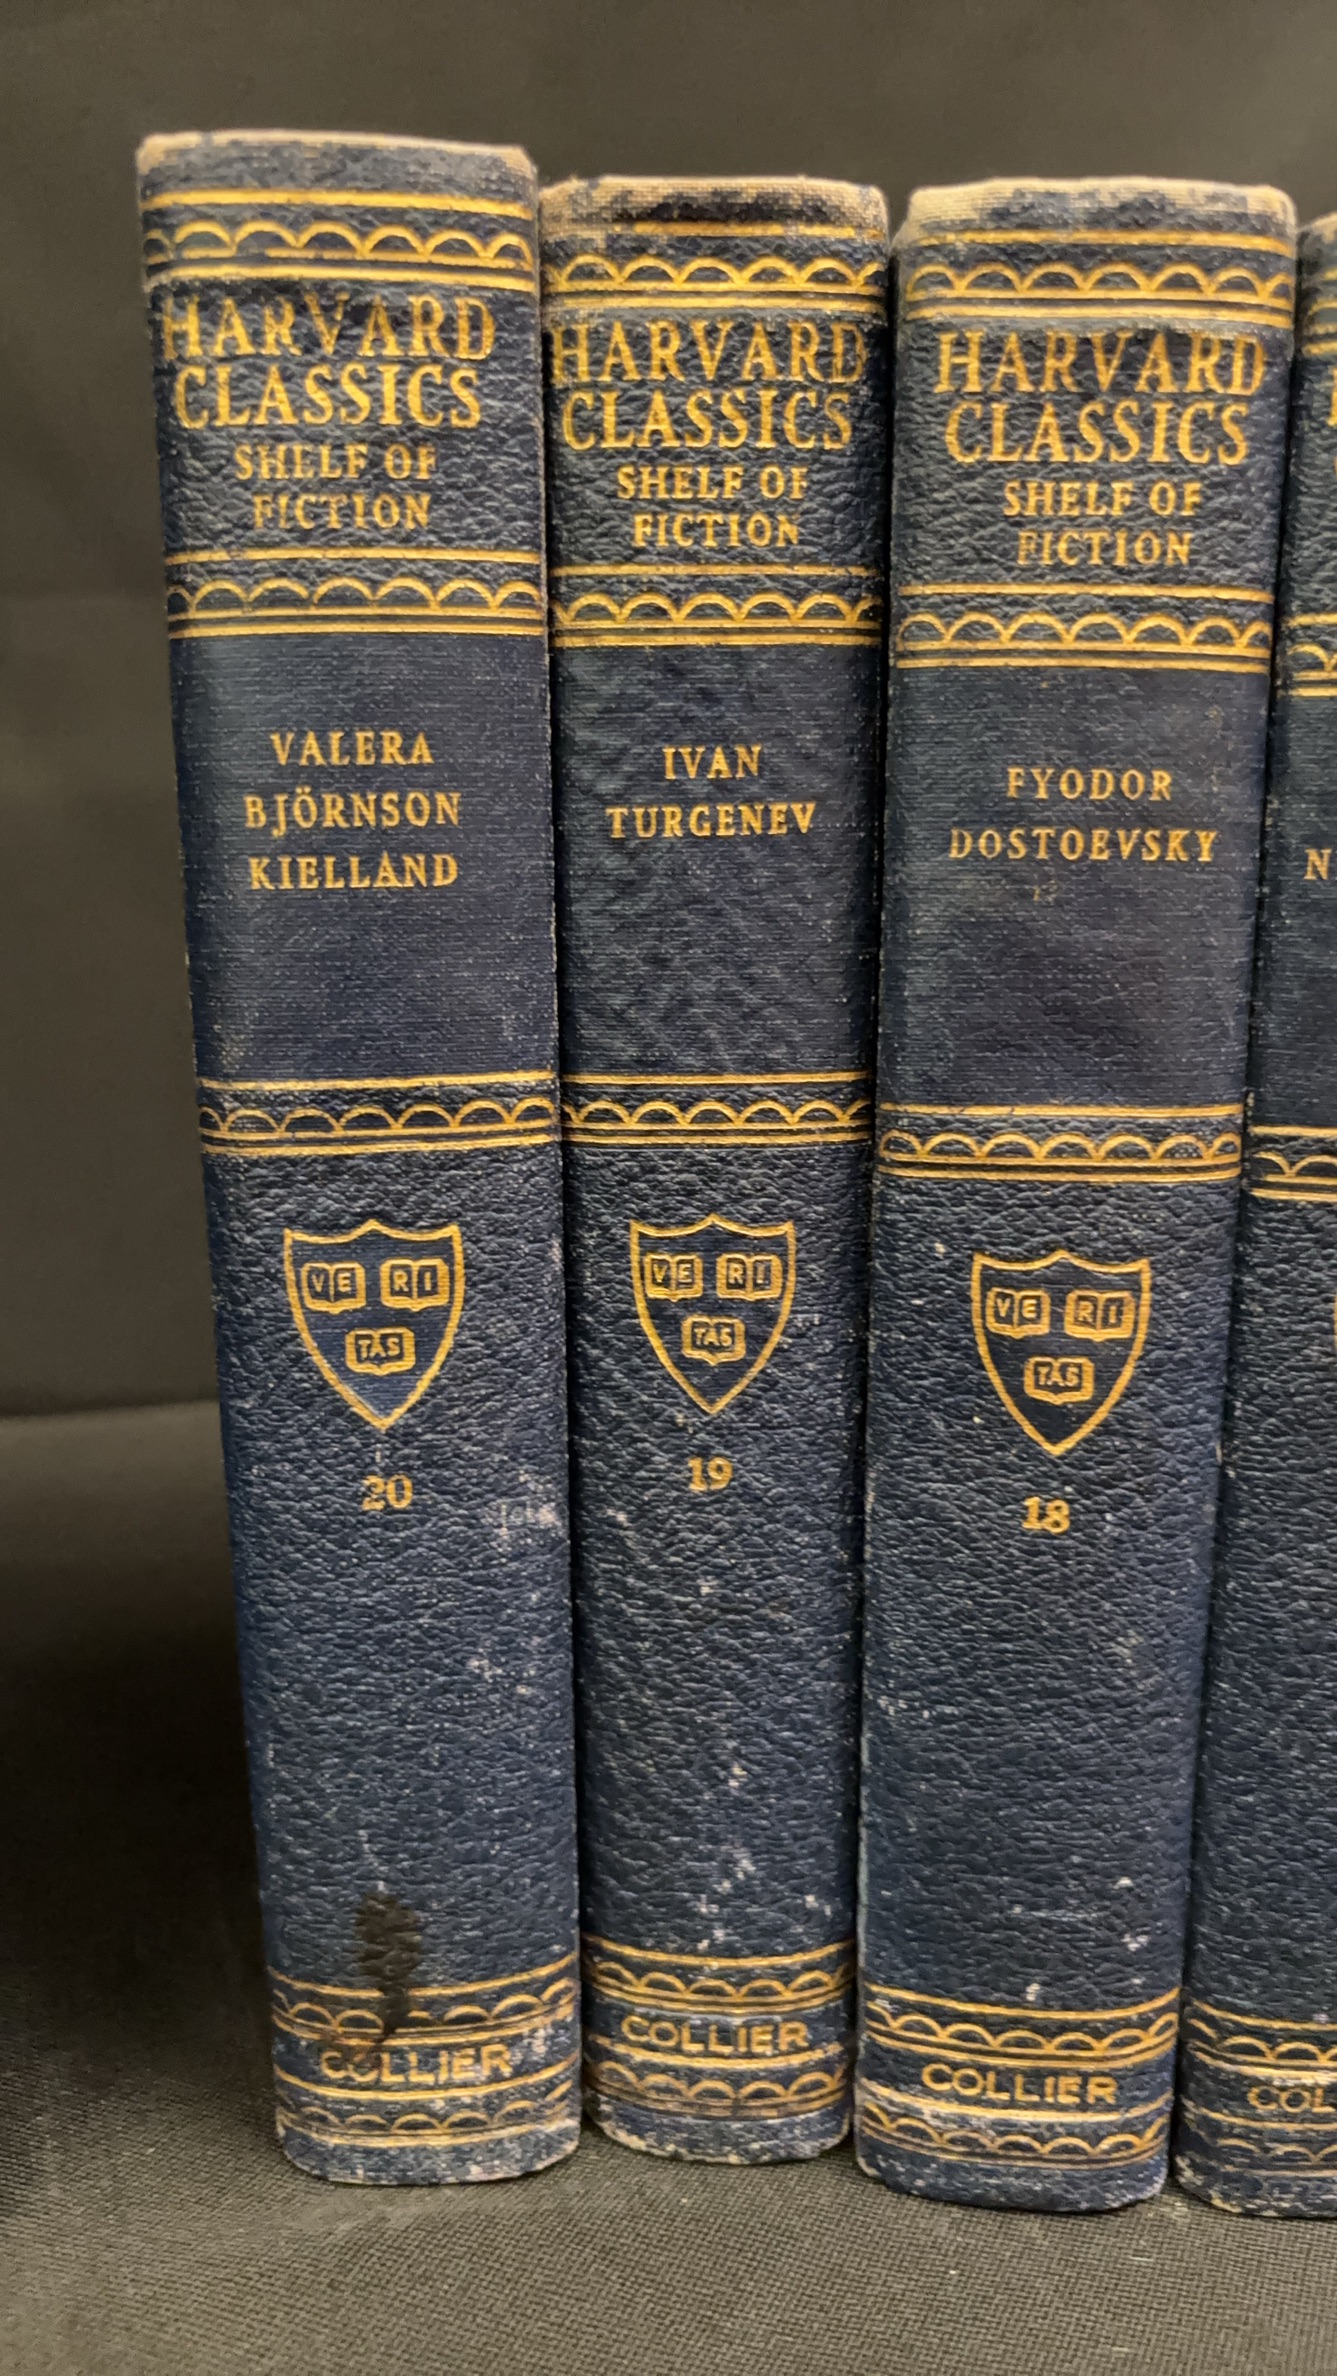 HARVARD
CLASSICS
SHELF OF
FICTION
VALERA
BJÖRNSON
KIELLAND
VE RI
TAS
20
COLLIER
HARVARD
CLASSICS
SHELF OF
FICTION
IVAN
TURGENEV
VE RI
TAS
19
COLLIER
HARVARD
CLASSICS
SHELF OF
FICTION
FYODOR
DOSTOEVSKY
VE RI
TAS
18
COLLIER
N
COL